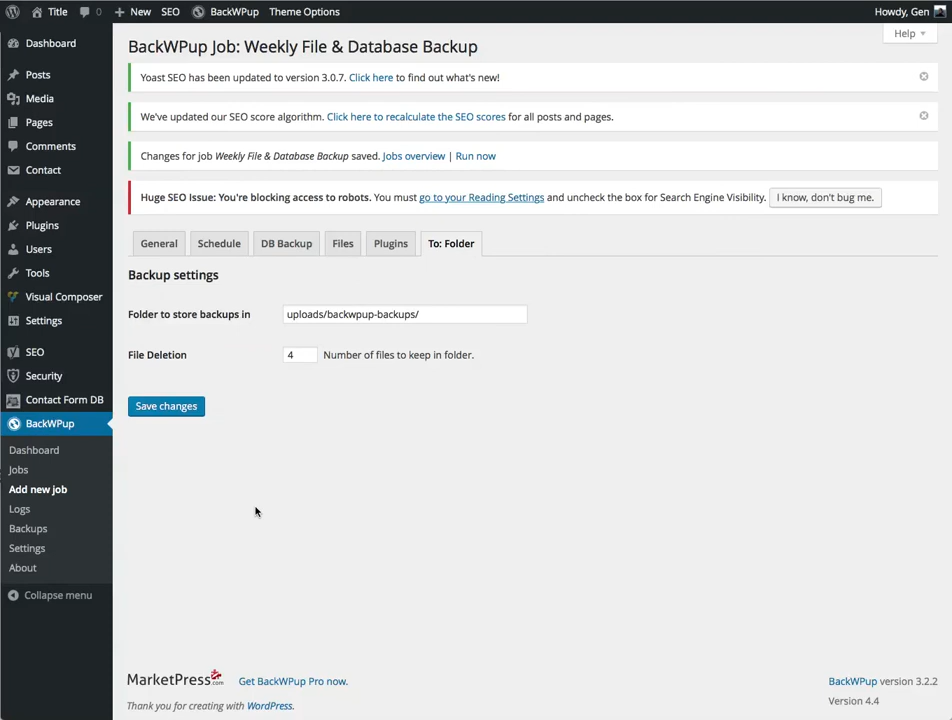 Title 0 New SEO BackWPup Theme Options Howdy, Gen
Help
Dashboard
Posts
Media
Pages
Comments
Contact
Appearance
Plugins
Users
Tools
Visual Composer
Settings
SEO
Security
Contact Form DB
BackWPup
Dashboard
Jobs
Add new job
Logs
Backups
Settings
About
Collapse menu
BackWPup Job: Weekly File & Database Backup
Yoast SEO has been updated to version 3.0.7. Click here to find out what's new!
We've updated our SEO score algorithm. Click here to recalculate the SEO scores for all posts and pages.
Changes for job Weekly File & Database Backup saved. Jobs overview | Run now
Huge SEO Issue: You're blocking access to robots. You must go to your Reading Settings and uncheck the box for Search Engine Visibility. I know, don't bug me.
General Schedule DB Backup Files Plugins To: Folder
Backup settings
Folder to store backups in uploads/backwpup-backups/
File Deletion 4 Number of files to keep in folder.
Save changes
MarketPress.com Get BackWPup Pro now. BackWPup version 3.2.2
Thank you for creating with WordPress. Version 4.4